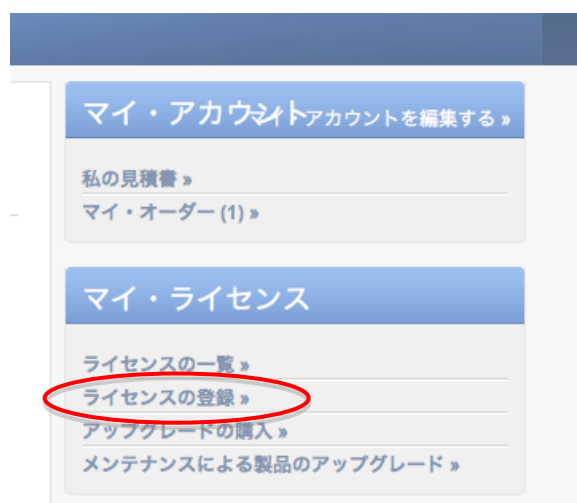 マイ・アカウント マイ・アカウントを編集する »
私の見積書 »
マイ・オーダー (1) »
マイ・ライセンス
ライセンスの一覧 »
ライセンスの登録 »
アップグレードの購入 »
メンテナンスによる製品のアップグレード »